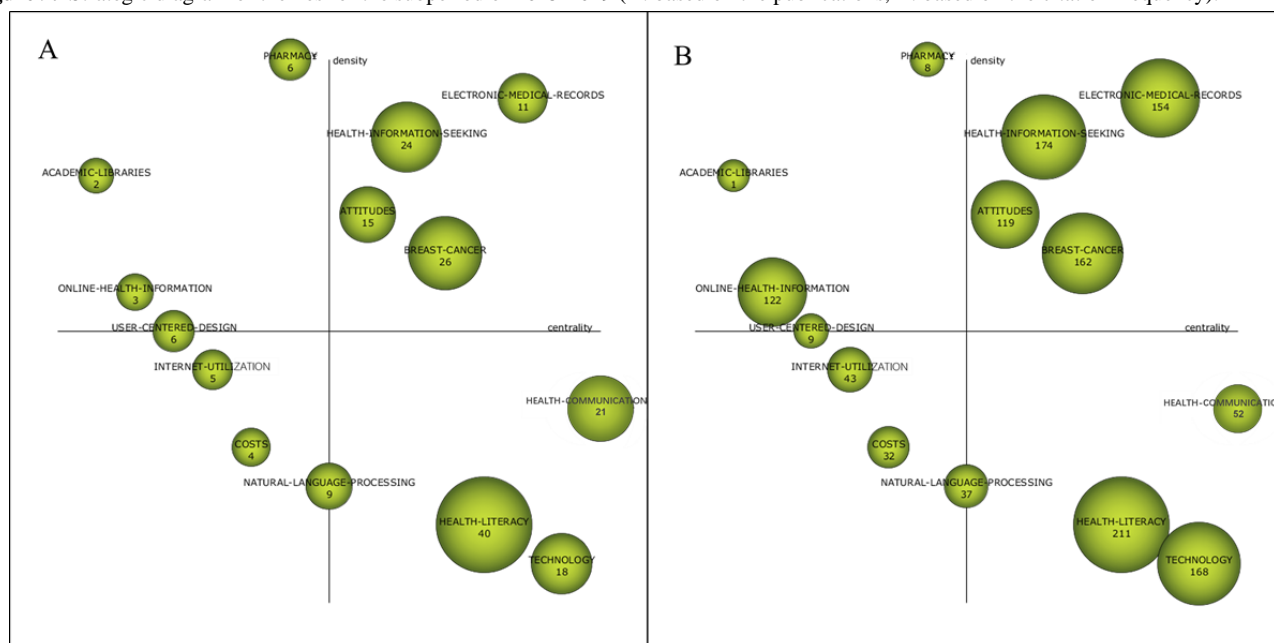 A
PHARMACY
6
density
ELECTRONIC-MEDICAL-RECORDS
11
HEALTH-INFORMATION-SEEKING
24
ACADEMIC-LIBRARIES
2
ATTITUDES
15
BREAST-CANCER
26
ONLINE-HEALTH-INFORMATION
3
USER-CENTERED-DESIGN
6
centrality
INTERNET-UTILIZATION
5
HEALTH-COMMUNICATION
21
COSTS
4
NATURAL-LANGUAGE-PROCESSING
9
HEALTH-LITERACY
40
TECHNOLOGY
18
B
PHARMACY
8
density
ELECTRONIC-MEDICAL-RECORDS
154
HEALTH-INFORMATION-SEEKING
174
ACADEMIC-LIBRARIES
1
ATTITUDES
119
BREAST-CANCER
162
ONLINE-HEALTH-INFORMATION
122
USER-CENTERED-DESIGN
9
centrality
INTERNET-UTILIZATION
43
HEALTH-COMMUNICATIO
52
COSTS
32
NATURAL-LANGUAGE-PROCESSING
37
HEALTH-LITERACY
211
TECHNOLOGY
168